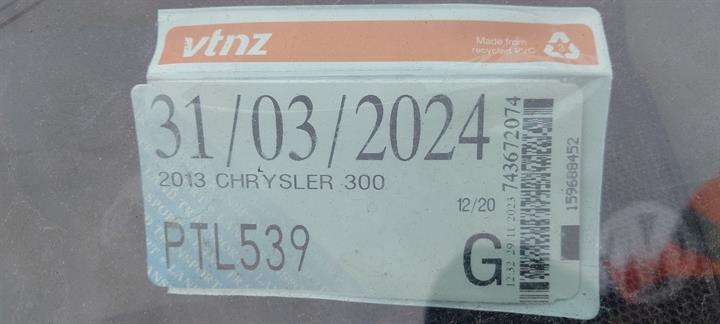 vtnz
Made from
recycled PVC
3
31/03/2024
2013 CHRYSLER 300
12/20
PTL539
G
12:32 29/11/2023 743672074
159688452